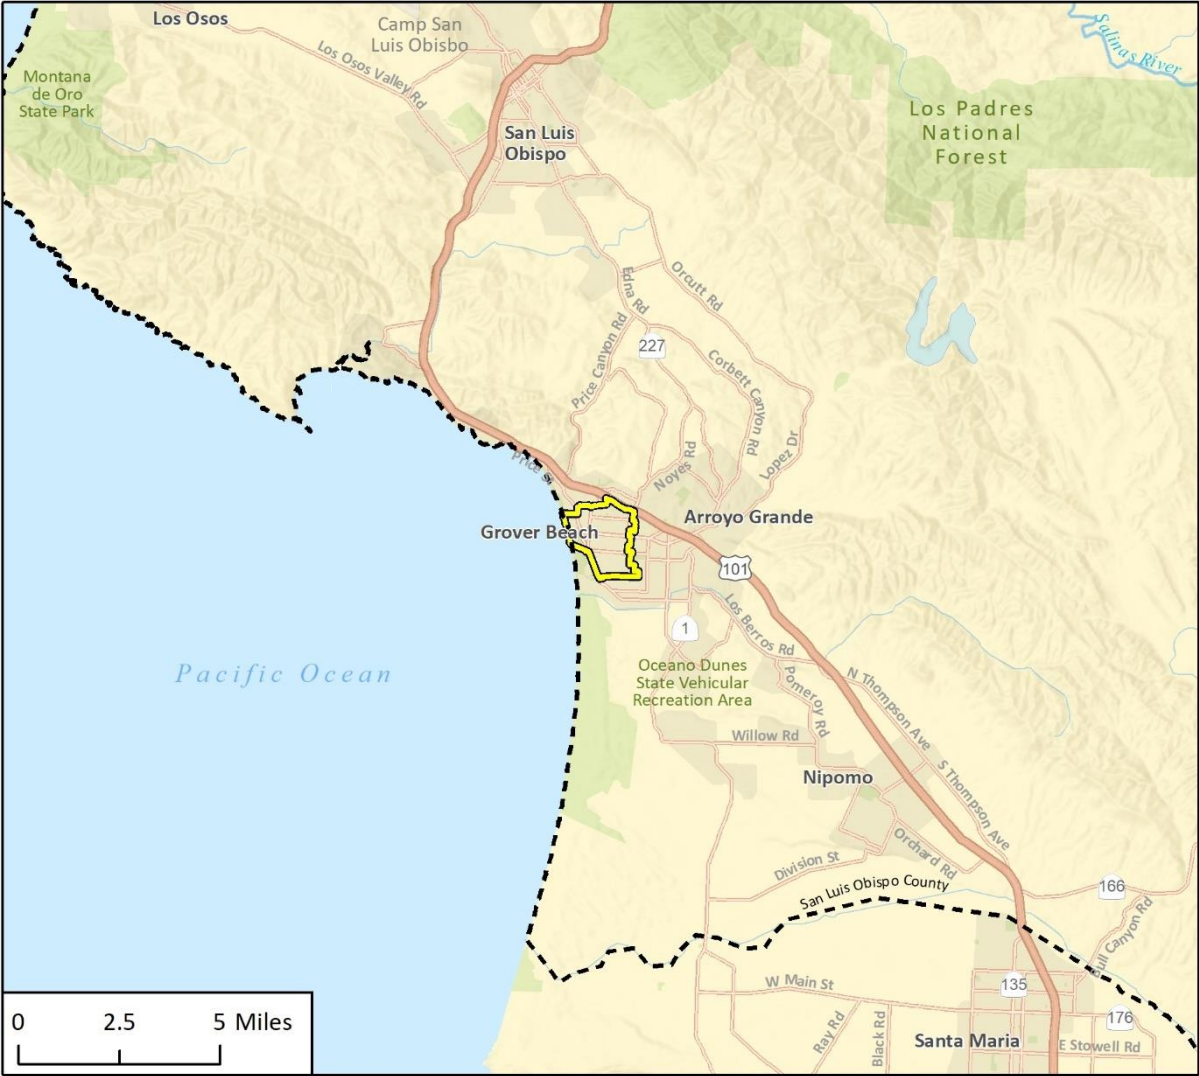 Los Osos
Camp San
Luis Obisbo
Salinas River
Los Osos Valley Rd
Montana
de Oro
State Park
Los Padres
National
Forest
San Luis
Obispo
Orcutt Rd
Edna Rd
Price Canyon Rd
227
Corbett Canyon Rd
Lopez Dr
Noyes Rd
Price St
Arroyo Grande
Grover Beach
101
Los Berros Rd
1
Oceano Dunes
State Vehicular
Recreation Area
Pacific Ocean
Pomeroy Rd
N Thompson Ave
Willow Rd
Nipomo
S Thompson Ave
Orchard Rd
Division St
San Luis Obispo County
166
Bull Canyon Rd
W Main St
135
176
Ray Rd
Black Rd
Santa Maria
E Stowell Rd
0 2.5 5 Miles